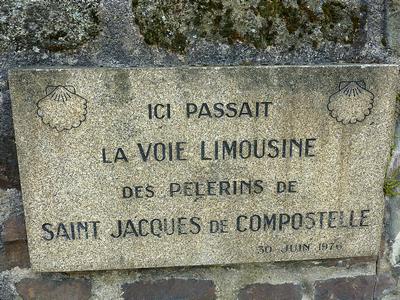 ICI PASSAIT
LA VOIE LIMOUSINE
DES PELERINS DE
SAINT JACQUES DE COMPOSTELLE
30 JUIN 1976